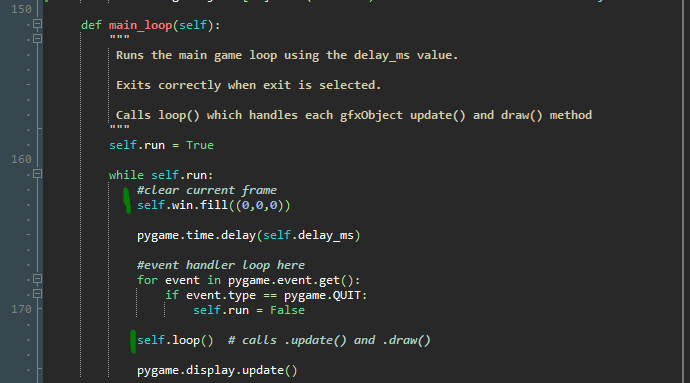 150
def main_loop(self):
"""
Runs the main game loop using the delay_ms value.
Exits correctly when exit is selected.
Calls loop() which handles each gfxObject update() and draw() method
"""
self.run = True
160
while self.run:
#clear current frame
self.win.fill((0,0,0))
pygame.time.delay(self.delay_ms)
#event handler loop here
for event in pygame.event.get():
if event.type == pygame.QUIT:
170 self.run = False
self.loop()  # calls .update() and .draw()
pygame.display.update()